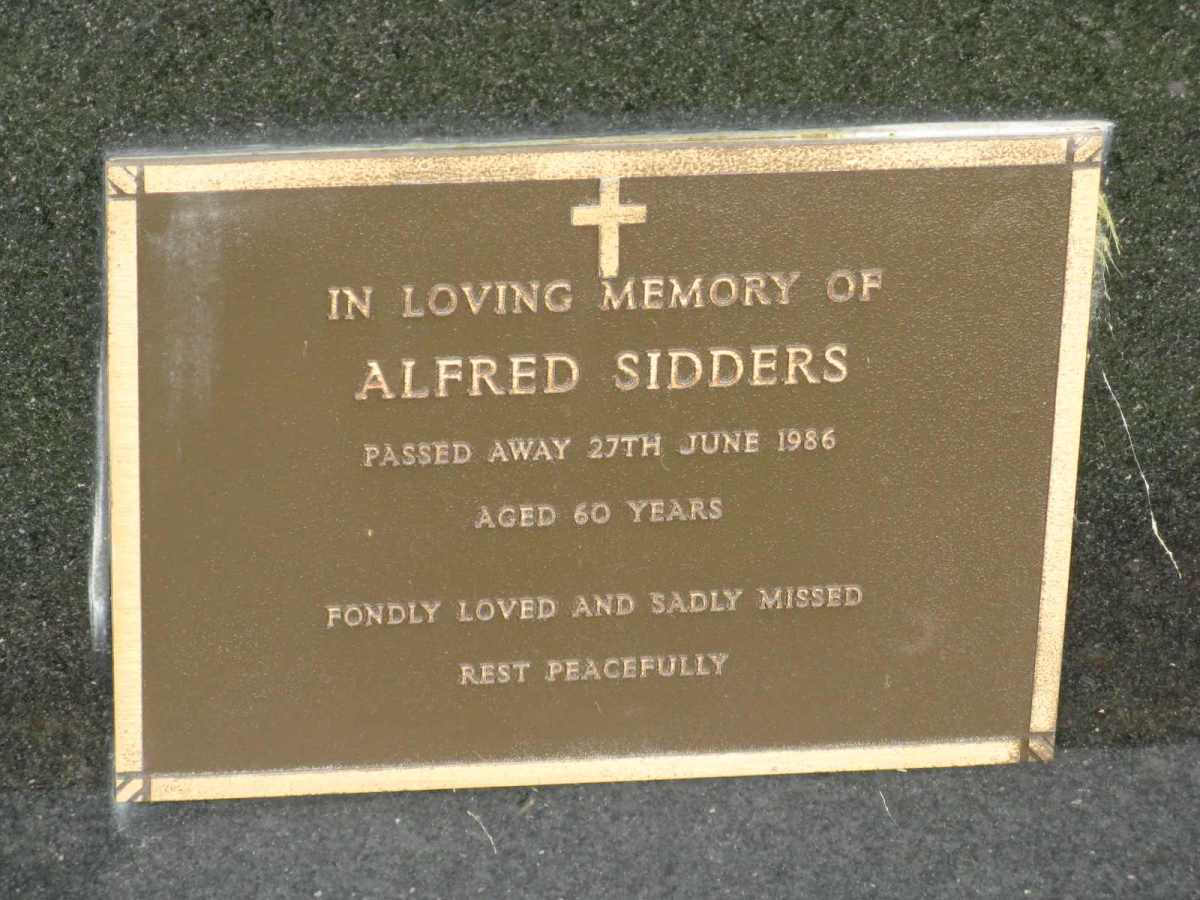 IN LOVING MEMORY OF
ALFRED SIDDERS
PASSED AWAY 27TH JUNE 1986
AGED 60 YEARS
FONDLY LOVED AND SADLY MISSED
REST PEACEFULLY